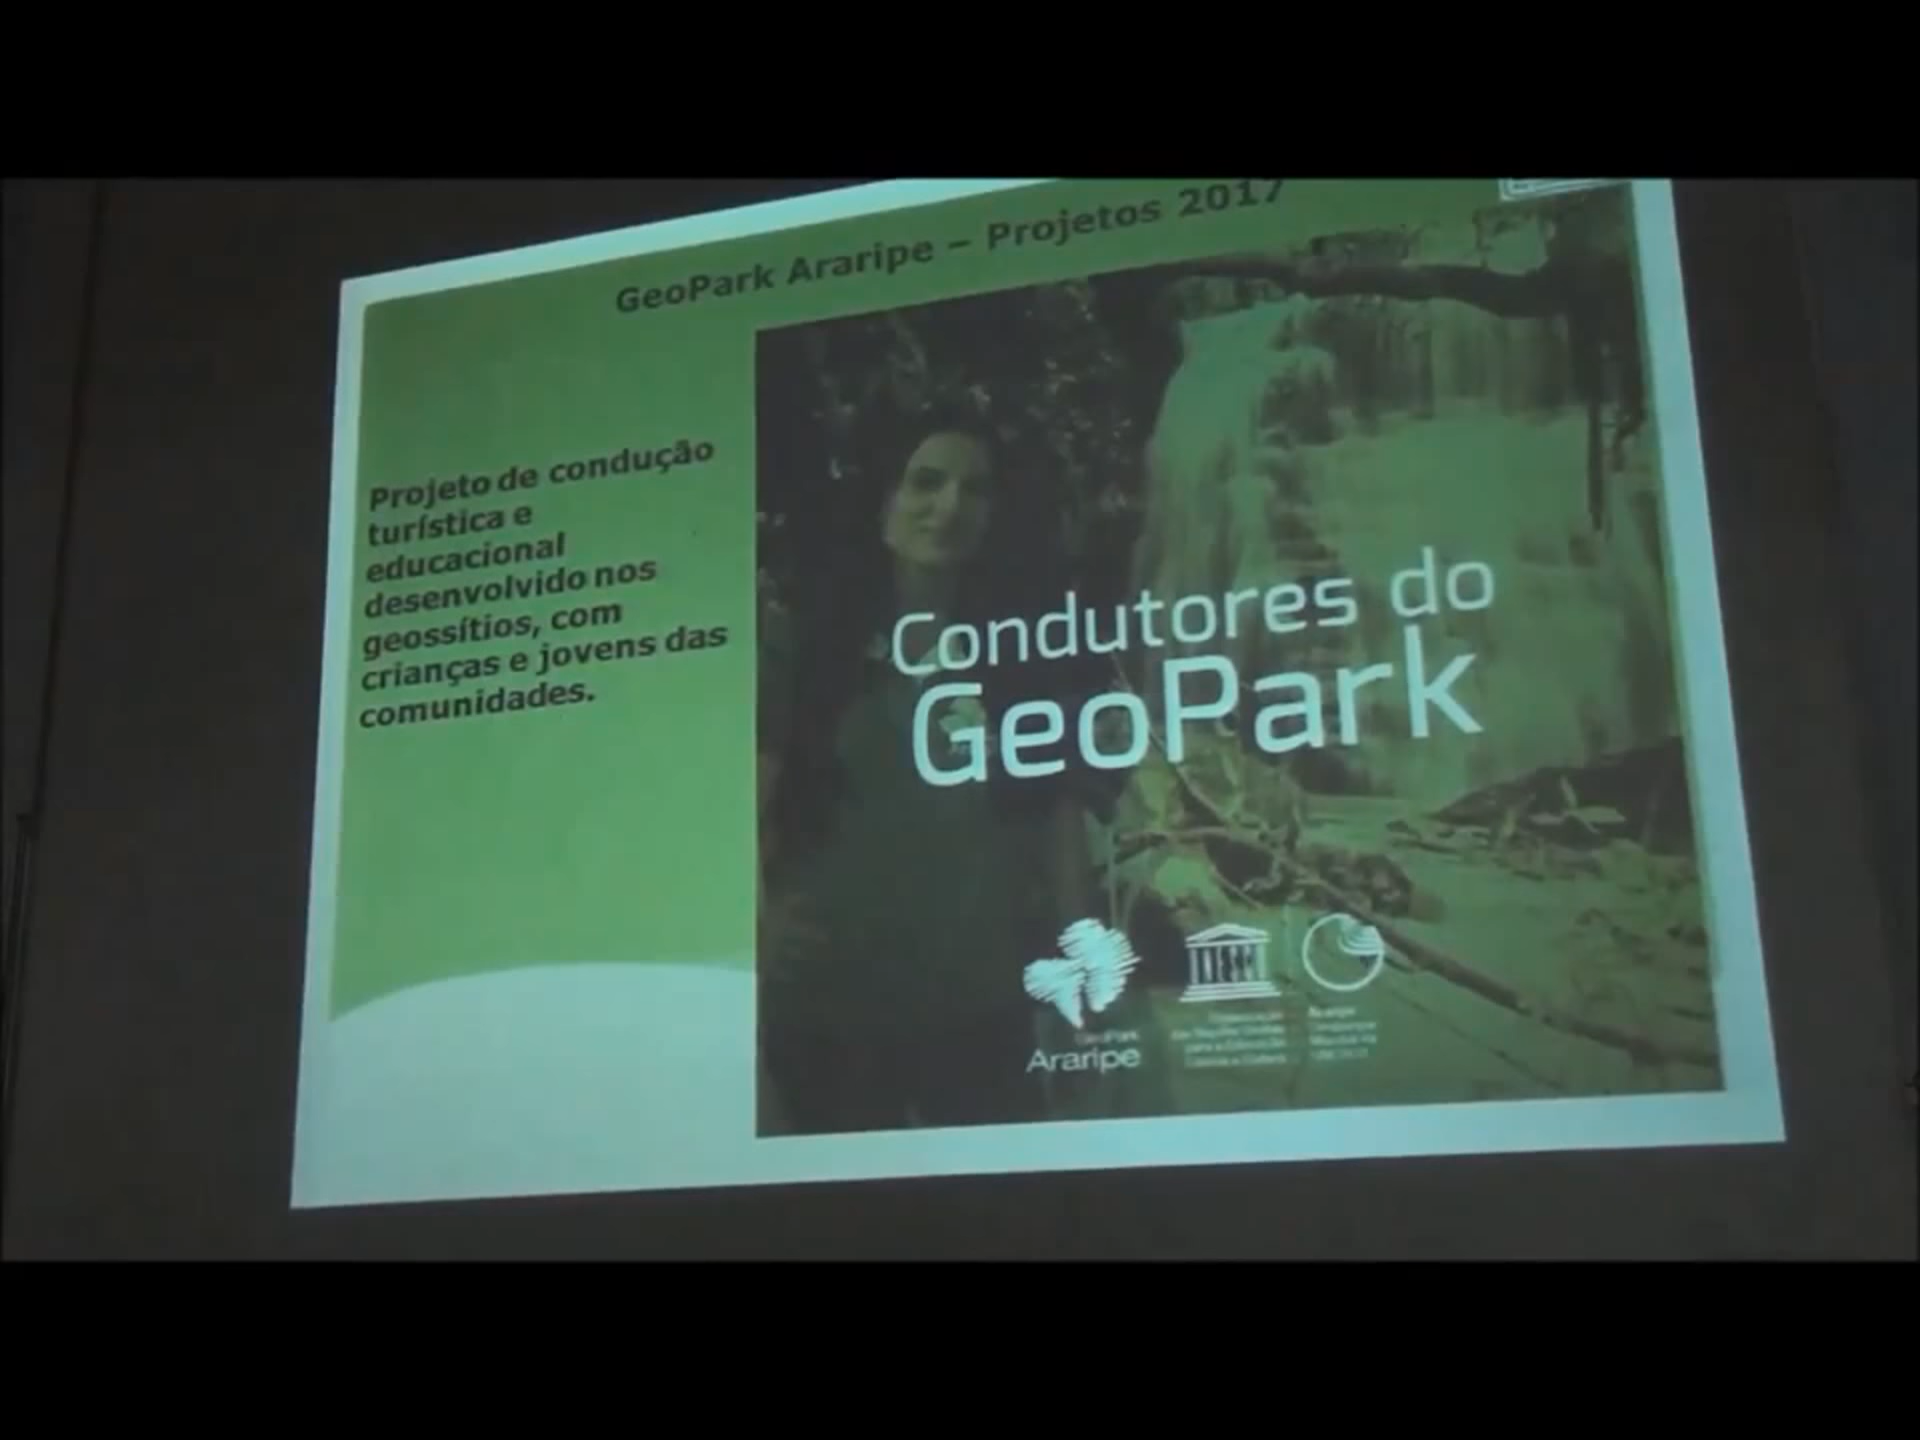 GeoPark Araripe – Projetos 2017
Projeto de condução
turística e
educacional
desenvolvido nos
geossítios, com
crianças e jovens das
comunidades.
Condutores do
GeoPark
GeoPark
Araripe